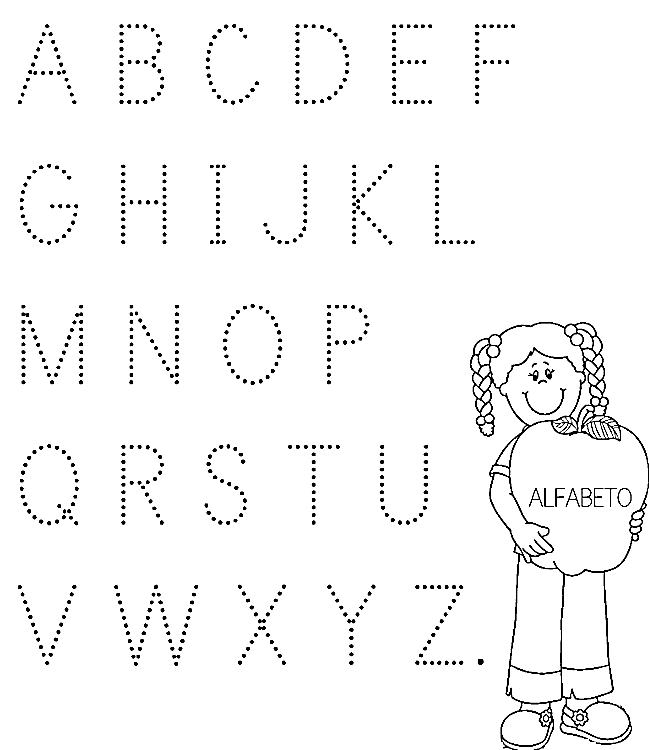 A B C D E F
G H I J K L
M N O P
Q R S T U
V W X Y Z.
ALFABETO